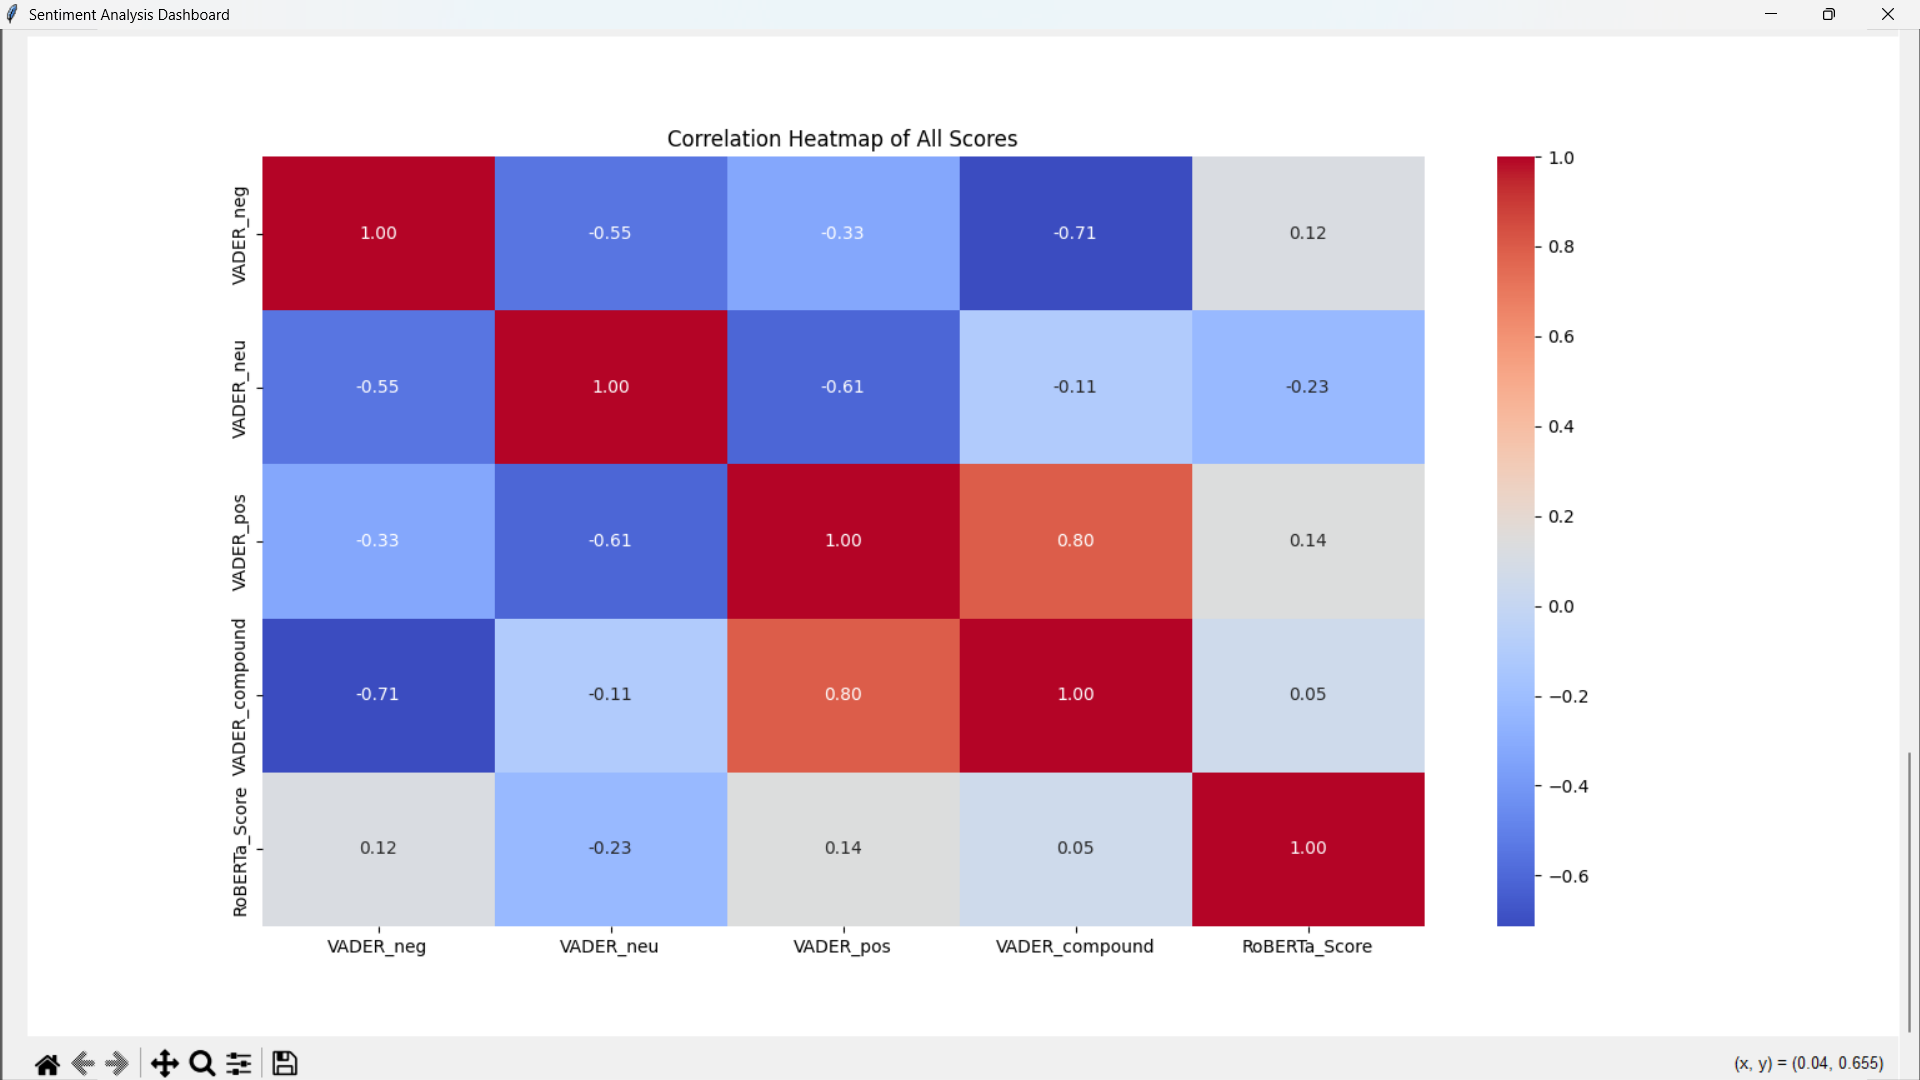 Sentiment Analysis Dashboard
Correlation Heatmap of All Scores
VADER_neg
1.00
-0.55
-0.33
-0.71
0.12
VADER_neu
-0.55
1.00
-0.61
-0.11
-0.23
VADER_pos
-0.33
-0.61
1.00
0.80
0.14
VADER_compound
-0.71
-0.11
0.80
1.00
0.05
RoBERTa_Score
0.12
-0.23
0.14
0.05
1.00
VADER_neg
VADER_neu
VADER_pos
VADER_compound
RoBERTa_Score
1.0
0.8
0.6
0.4
0.2
0.0
−0.2
−0.4
−0.6
(x, y) = (0.04, 0.655)